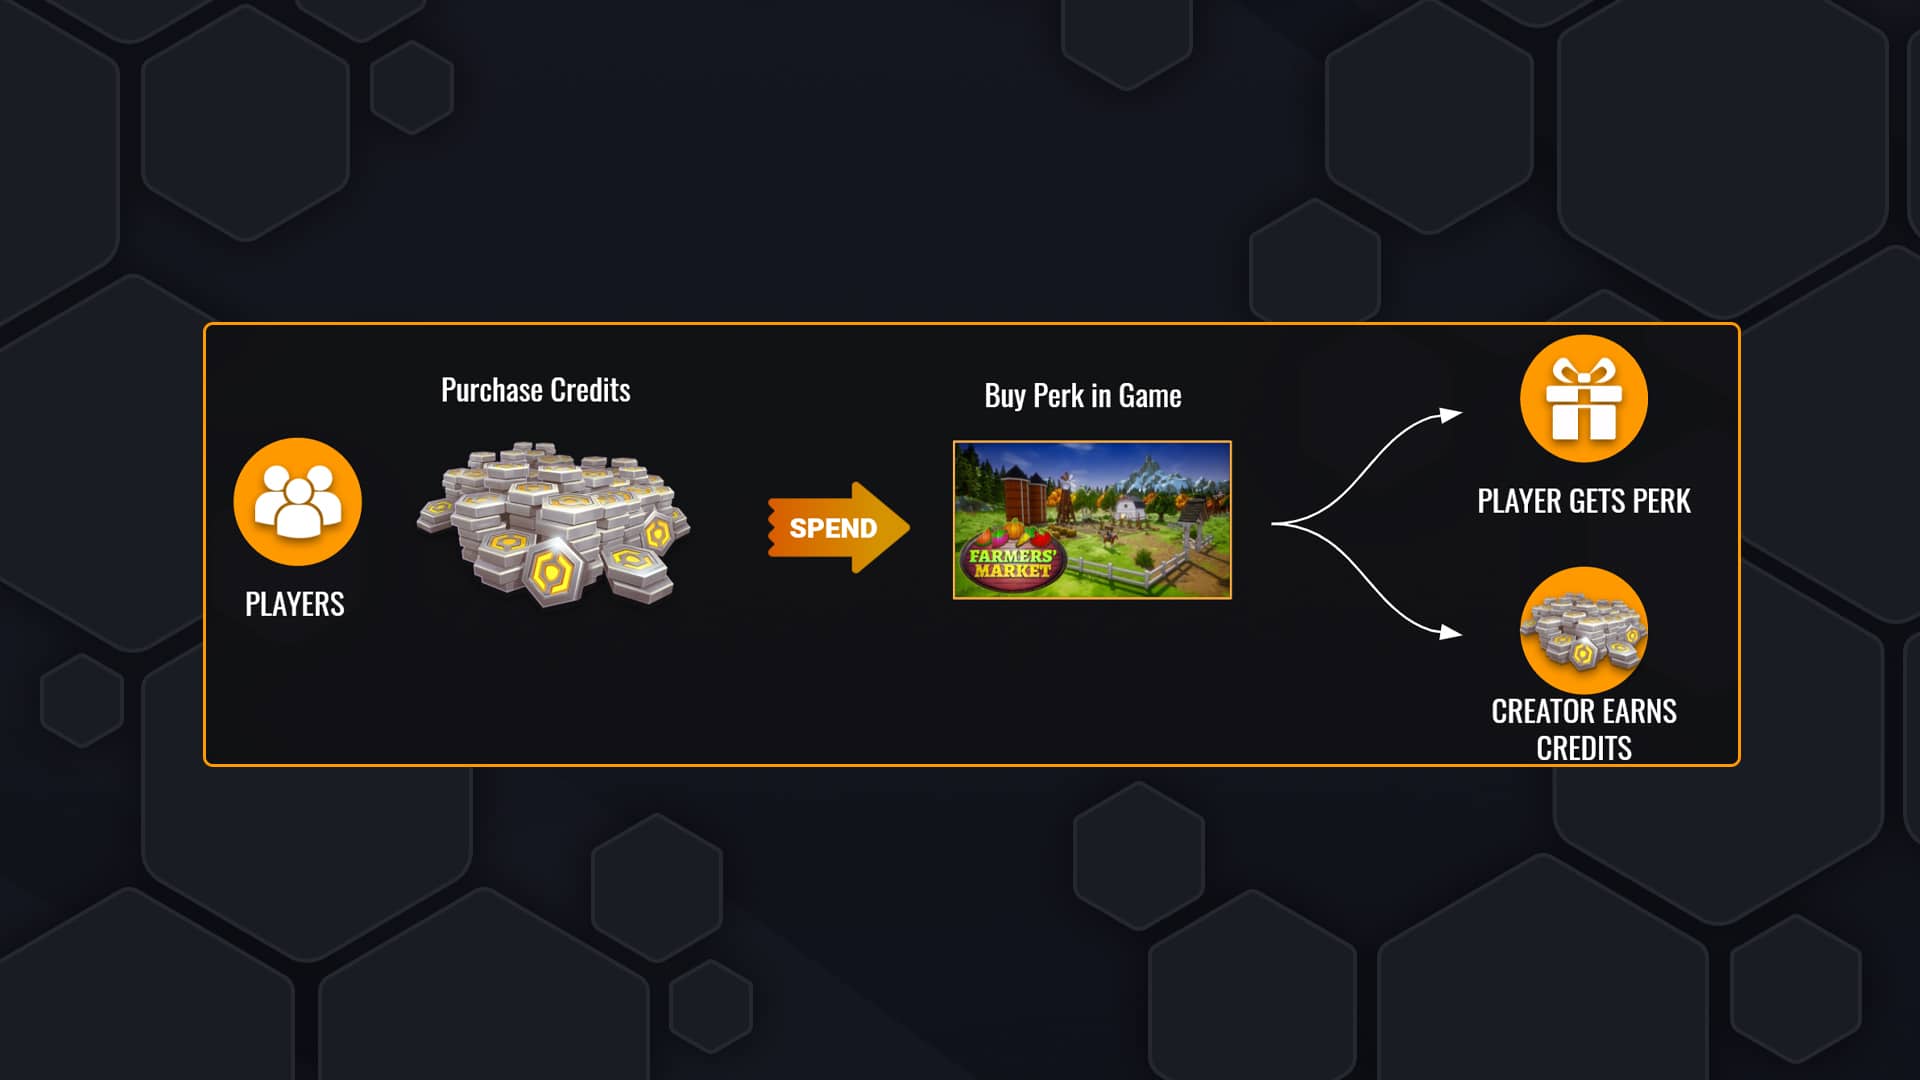 Purchase Credits
PLAYERS
SPEND
Buy Perk in Game
FARMERS'
MARKET
PLAYER GETS PERK
CREATOR EARNS
CREDITS